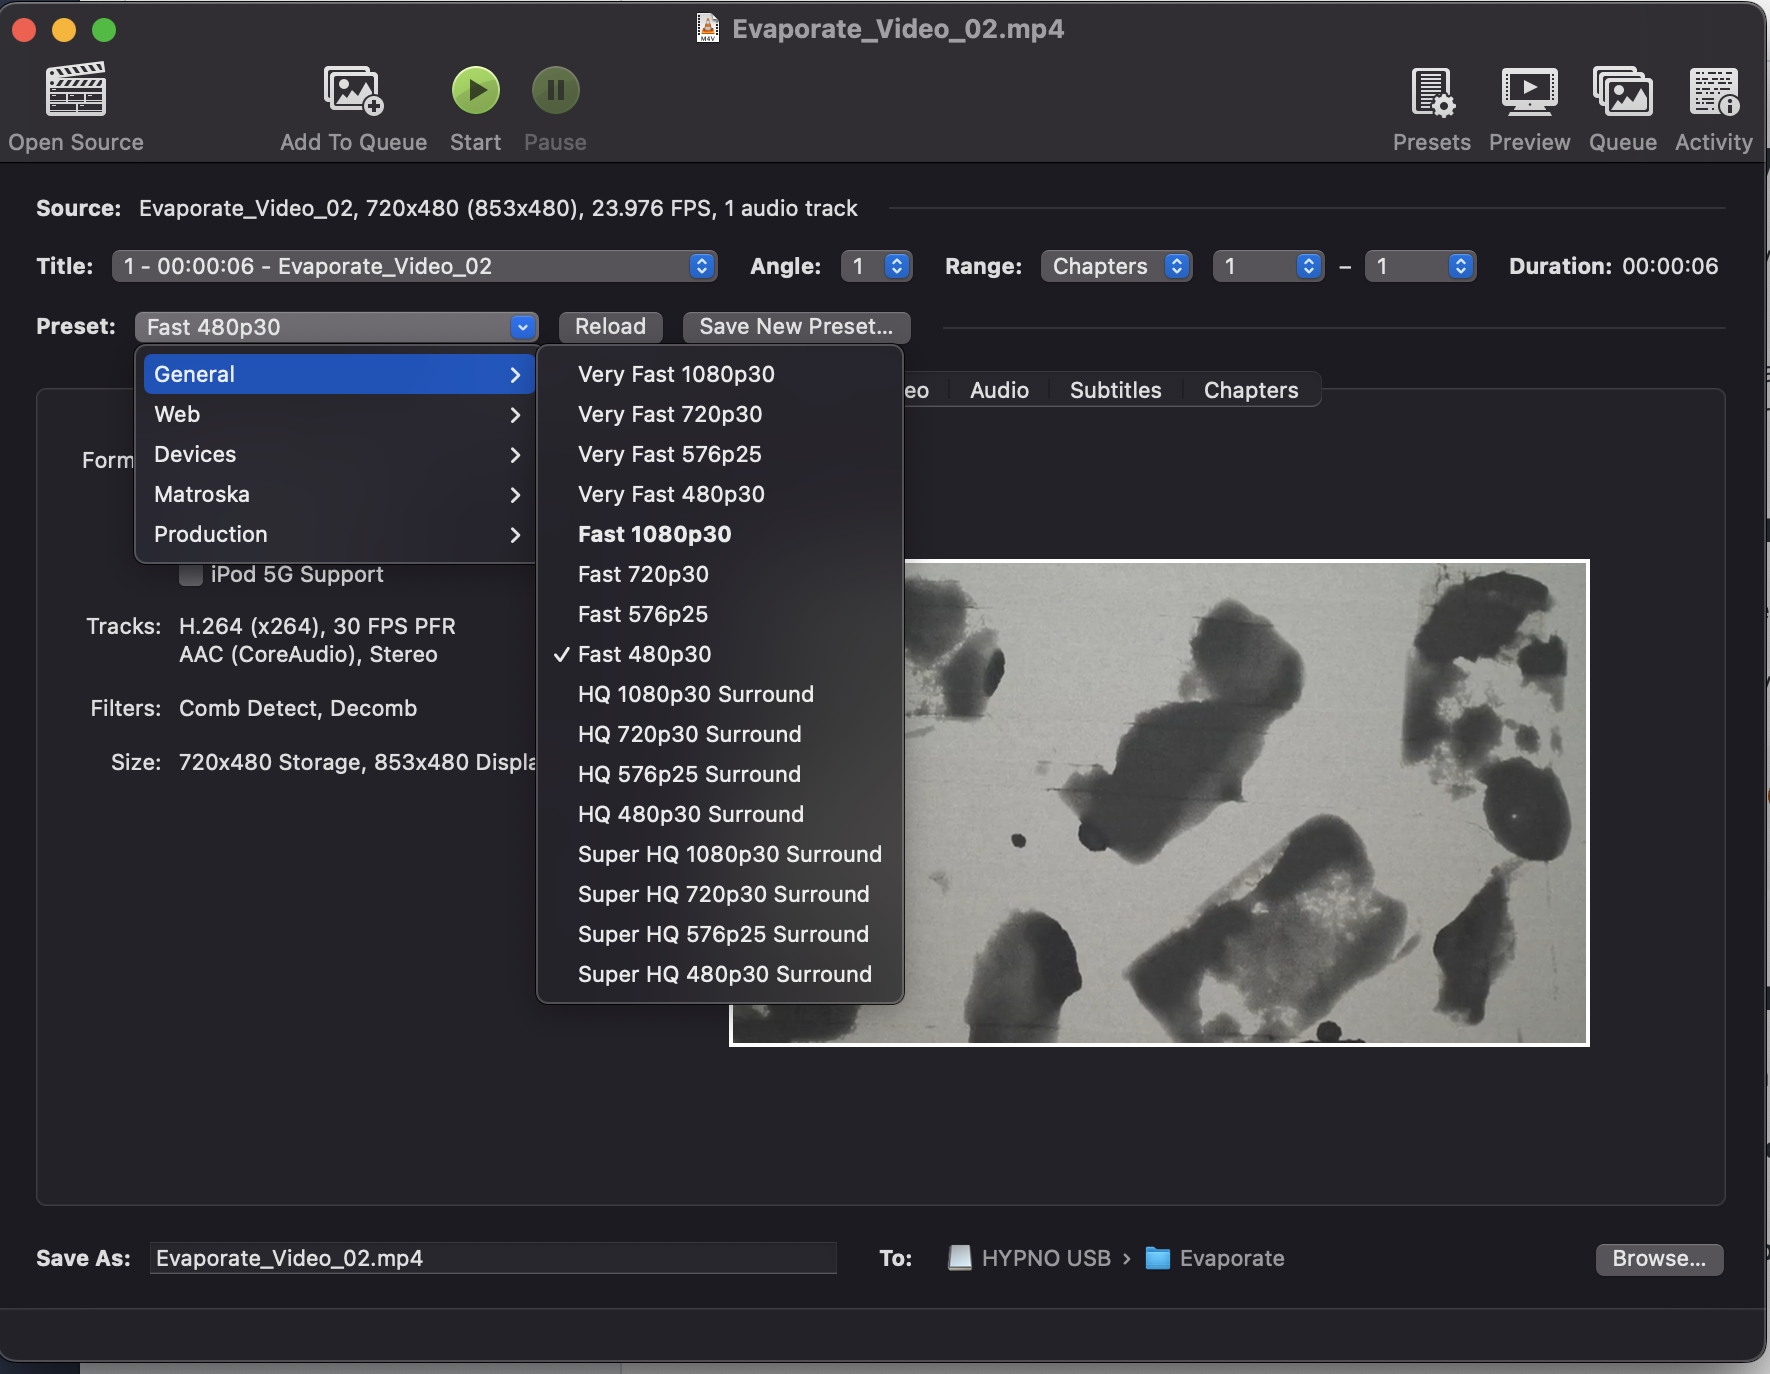 Evaporate_Video_02.mp4
Open Source
Add To Queue
Start
Pause
Presets
Preview
Queue
Activity
Source: Evaporate_Video_02, 720x480 (853x480), 23.976 FPS, 1 audio track
Title: 1 - 00:00:06 - Evaporate_Video_02 Angle: 1 Range: Chapters 1 – 1 Duration: 00:00:06
Preset: Fast 480p30 Reload Save New Preset...
General
Web
Devices
Matroska
Production
Very Fast 1080p30
Very Fast 720p30
Very Fast 576p25
Very Fast 480p30
Fast 1080p30
Fast 720p30
Fast 576p25
✓ Fast 480p30
HQ 1080p30 Surround
HQ 720p30 Surround
HQ 576p25 Surround
HQ 480p30 Surround
Super HQ 1080p30 Surround
Super HQ 720p30 Surround
Super HQ 576p25 Surround
Super HQ 480p30 Surround
eo Audio Subtitles Chapters
Form
iPod 5G Support
Tracks: H.264 (x264), 30 FPS PFR
AAC (CoreAudio), Stereo
Filters: Comb Detect, Decomb
Size: 720x480 Storage, 853x480 Displa
Save As: Evaporate_Video_02.mp4 To: HYPNO USB › Evaporate Browse...